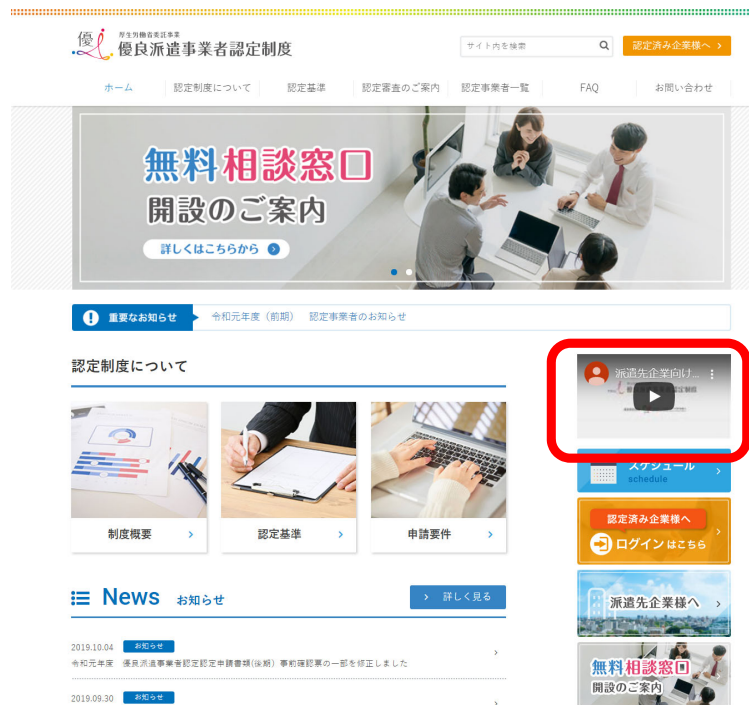 優
厚生労働省委託事業
優良派遣事業者認定制度
サイト内を検索
認定済み企業様へ >
ホーム 認定制度について 認定基準 認定審査のご案内 認定事業者一覧 FAQ お問い合わせ
無料相談窓口
開設のご案内
詳しくはこちらから
重要なお知らせ 令和元年度（前期） 認定事業者のお知らせ
認定制度について
派遣先企業向け...
制度概要 >
認定基準 >
申請要件 >
スケジュール
schedule
認定済み企業様へ
ログインはこちら
派遣先企業様へ >
無料相談窓口
開設のご案内
News お知らせ
> 詳しく見る
2019.10.04 お知らせ
令和元年度 優良派遣事業者認定認定申請書類(後期）事前確認票の一部を修正しました
2019.09.30 お知らせ